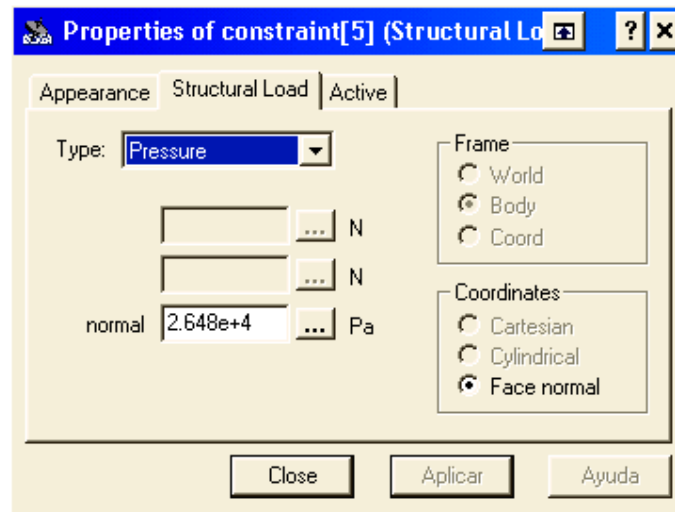 Properties of constraint[5] (Structural Lo
Appearance Structural Load Active
Type: Pressure
Frame
World
Body
Coord
... N
... N
normal 2.648e+4 ... Pa
Coordinates
Cartesian
Cylindrical
Face normal
Close Aplicar Ayuda